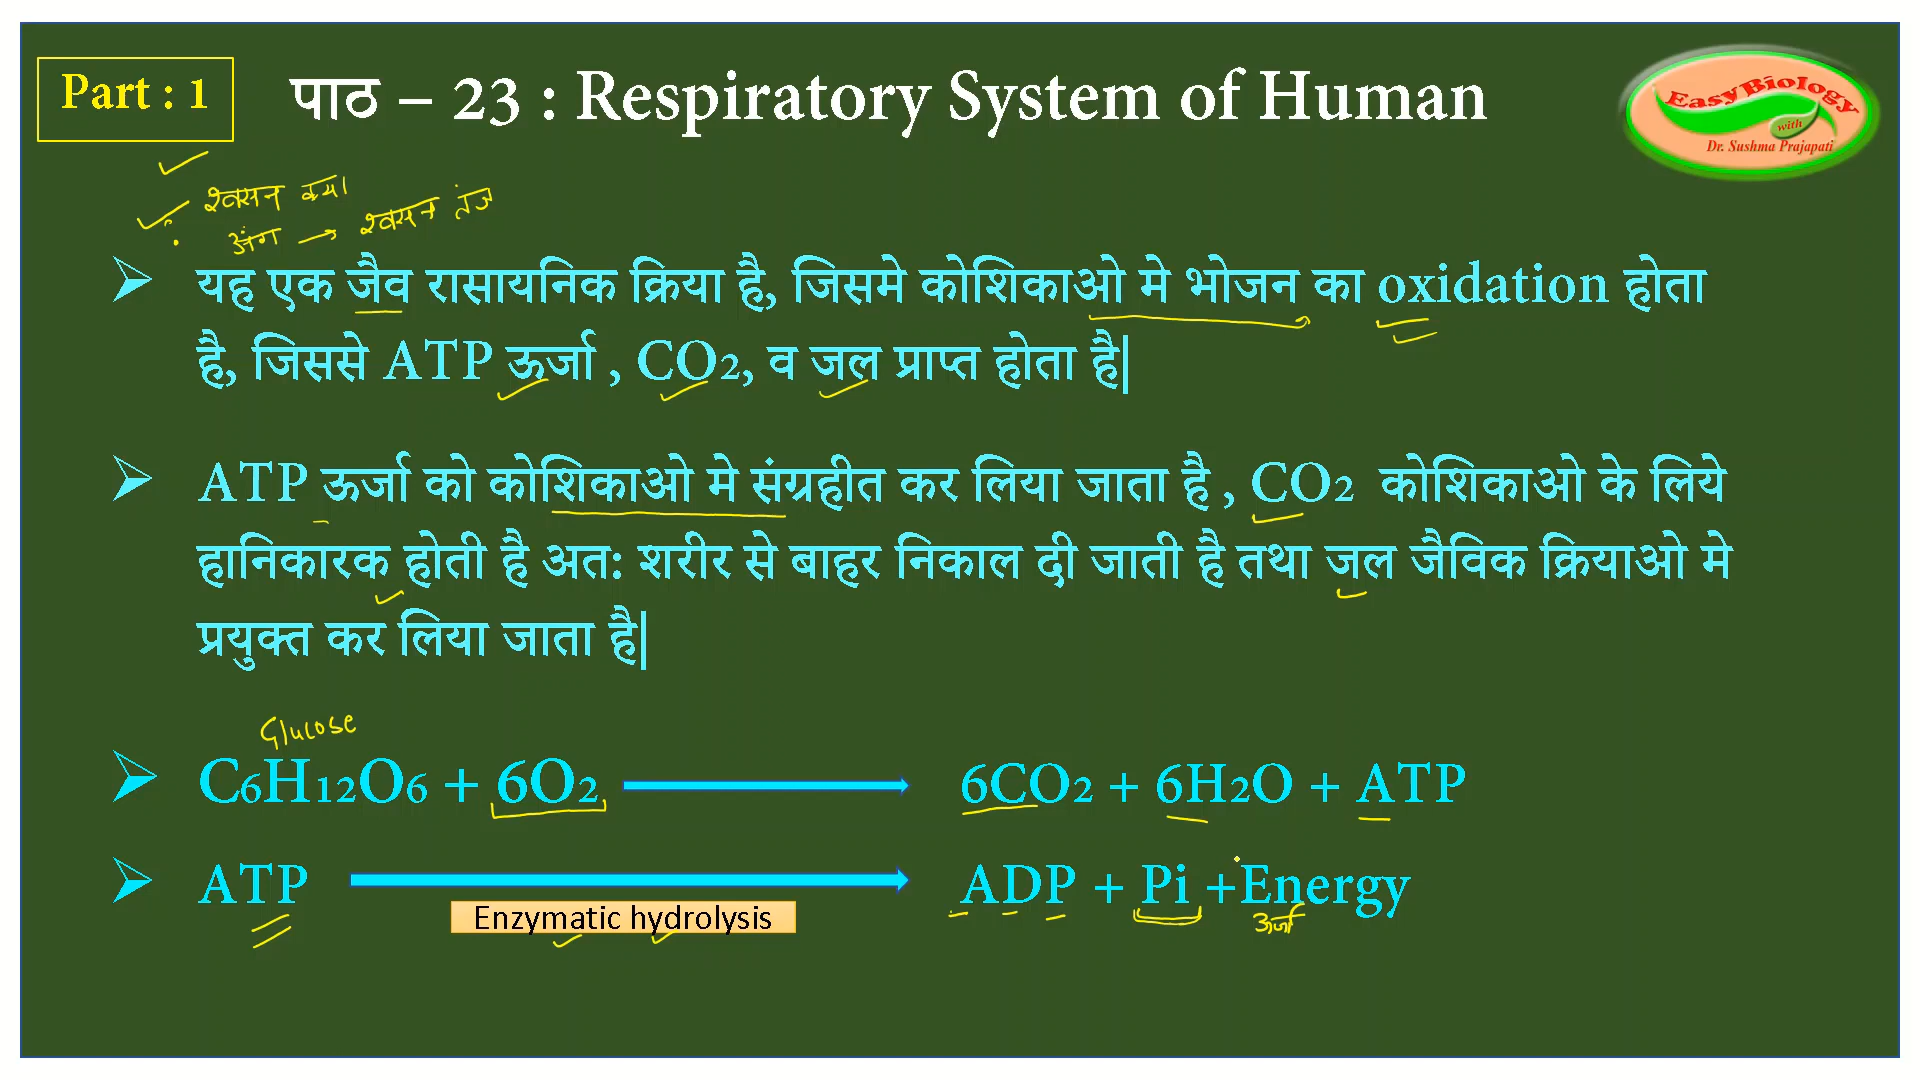 Part : 1
पाठ – 23 : Respiratory System of Human
EasyBiology
with
Dr. Sushma Prajapati
श्वसन क्या
अंग → श्वसन तंत्र
➢ यह एक जैव रासायनिक क्रिया है, जिसमे कोशिकाओ मे भोजन का oxidation होता
है, जिससे ATP ऊर्जा , CO2, व जल प्राप्त होता है|
➢ ATP ऊर्जा को कोशिकाओ मे संग्रहीत कर लिया जाता है , CO2 कोशिकाओ के लिये
हानिकारक होती है अत: शरीर से बाहर निकाल दी जाती है तथा जल जैविक क्रियाओ मे
प्रयुक्त कर लिया जाता है|
Glucose
➢ C6H12O6 + 6O2 → 6CO2 + 6H2O + ATP
➢ ATP → ADP + Pi +Energy
Enzymatic hydrolysis
ऊर्जा